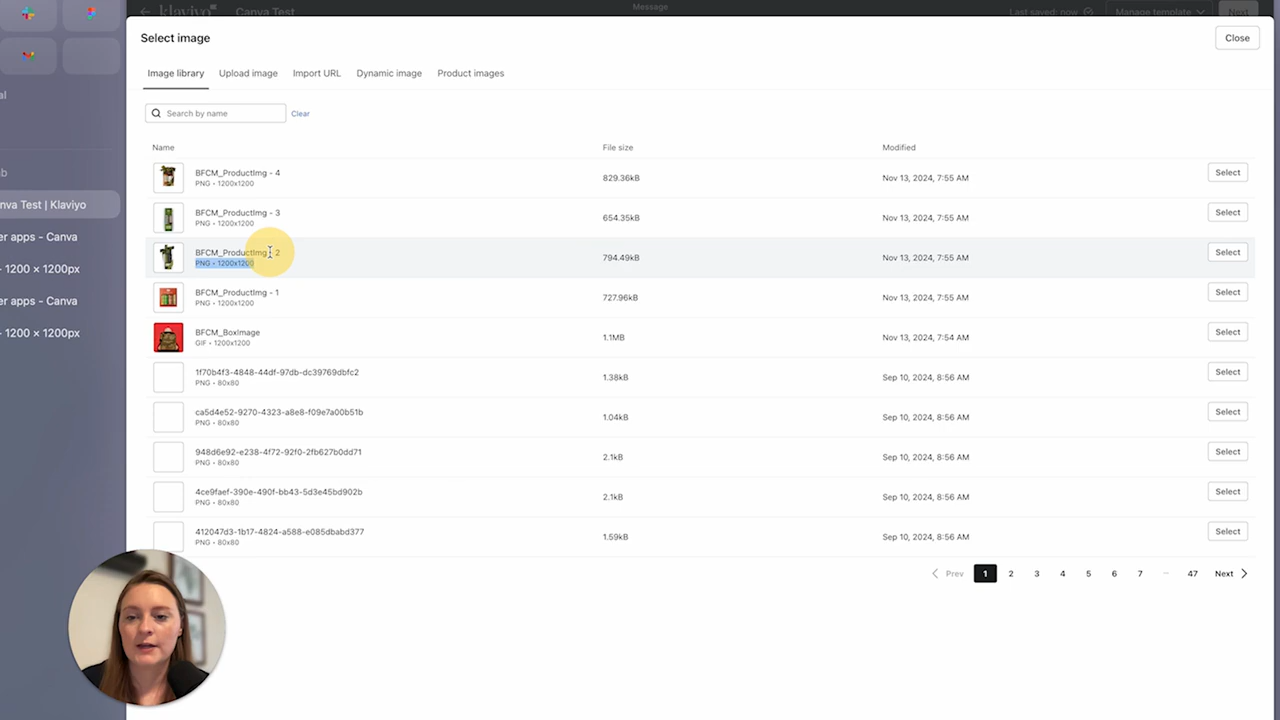 klaviyo
Canva Test
Message
Last saved: now
Manage template
Next
Select image
Close
Image library
Upload image
Import URL
Dynamic image
Product images
Search by name
Clear
Name
File size
Modified
BFCM_ProductImg - 4
PNG • 1200x1200
829.36kB
Nov 13, 2024, 7:55 AM
Select
BFCM_ProductImg - 3
PNG • 1200x1200
654.35kB
Nov 13, 2024, 7:55 AM
Select
BFCM_ProductImg - 2
PNG • 1200x1200
794.49kB
Nov 13, 2024, 7:55 AM
Select
BFCM_ProductImg - 1
PNG • 1200x1200
727.96kB
Nov 13, 2024, 7:55 AM
Select
BFCM_BoxImage
GIF • 1200x1200
1.1MB
Nov 13, 2024, 7:54 AM
Select
1f70b4f3-4848-44df-97db-dc39769dbfc2
PNG • 80x80
1.38kB
Sep 10, 2024, 8:56 AM
Select
ca5d4e52-9270-4323-a8e8-f09e7a00b51b
PNG • 80x80
1.04kB
Sep 10, 2024, 8:56 AM
Select
948d6e92-e238-4f72-92f0-2fb627b0dd71
PNG • 80x80
2.1kB
Sep 10, 2024, 8:56 AM
Select
4ce9faef-390e-490f-bb43-5d3e45bd902b
PNG • 80x80
2.1kB
Sep 10, 2024, 8:56 AM
Select
412047d3-1b17-4824-a588-e085dbabd377
PNG • 80x80
1.59kB
Sep 10, 2024, 8:56 AM
Select
Prev
1
2
3
4
5
6
7
...
47
Next
al
b
nva Test | Klaviyo
er apps - Canva
- 1200 × 1200px
er apps - Canva
- 1200 × 1200px